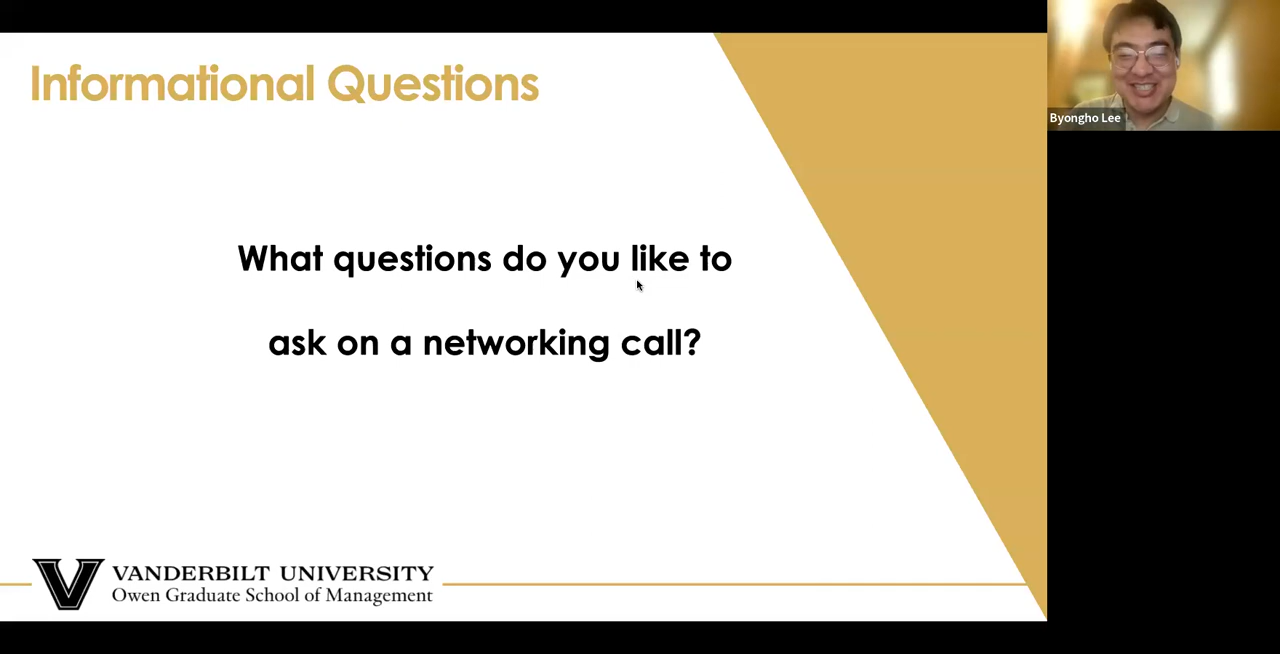 Informational Questions
Byongho Lee
What questions do you like to
ask on a networking call?
VANDERBILT UNIVERSITY
Owen Graduate School of Management